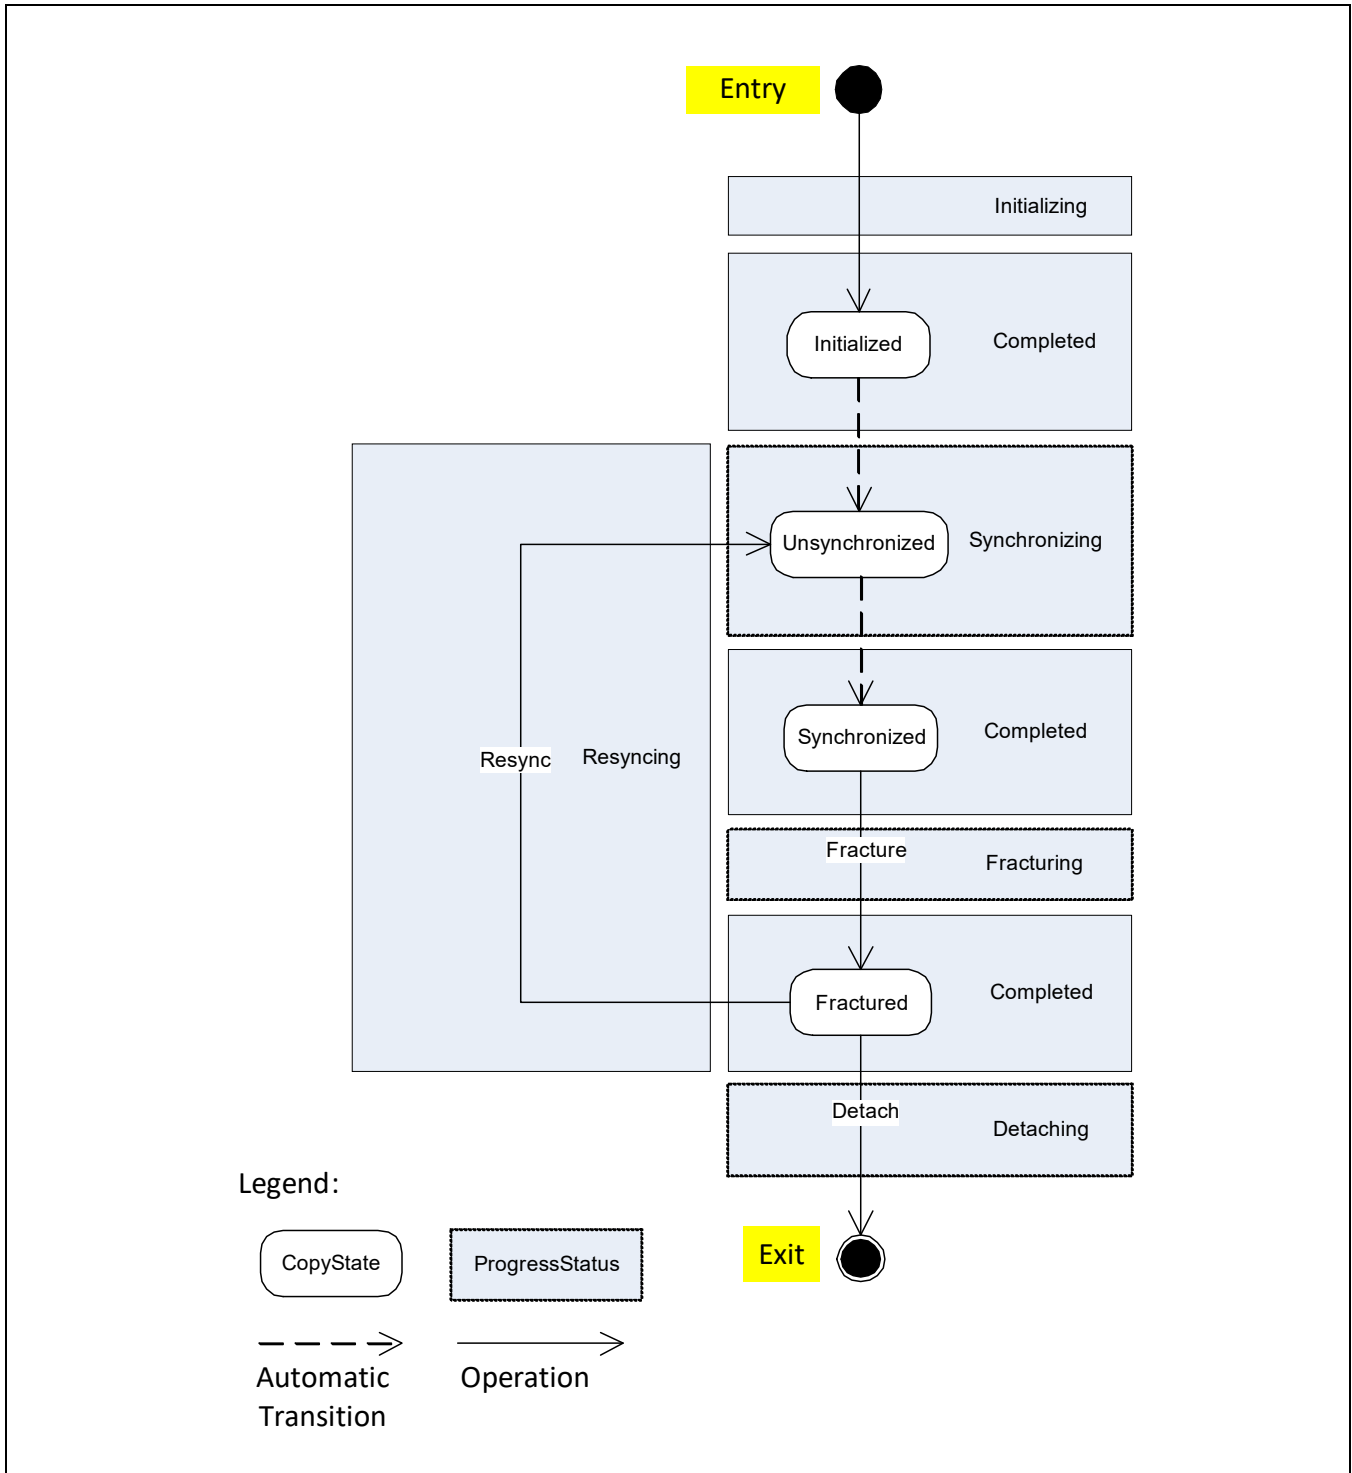 Entry
Initializing
Initialized
Completed
Unsynchronized
Synchronizing
Synchronized
Completed
Resync
Resyncing
Fracture
Fracturing
Fractured
Completed
Detach
Detaching
Legend:
CopyState
ProgressStatus
Exit
Automatic
Transition
Operation